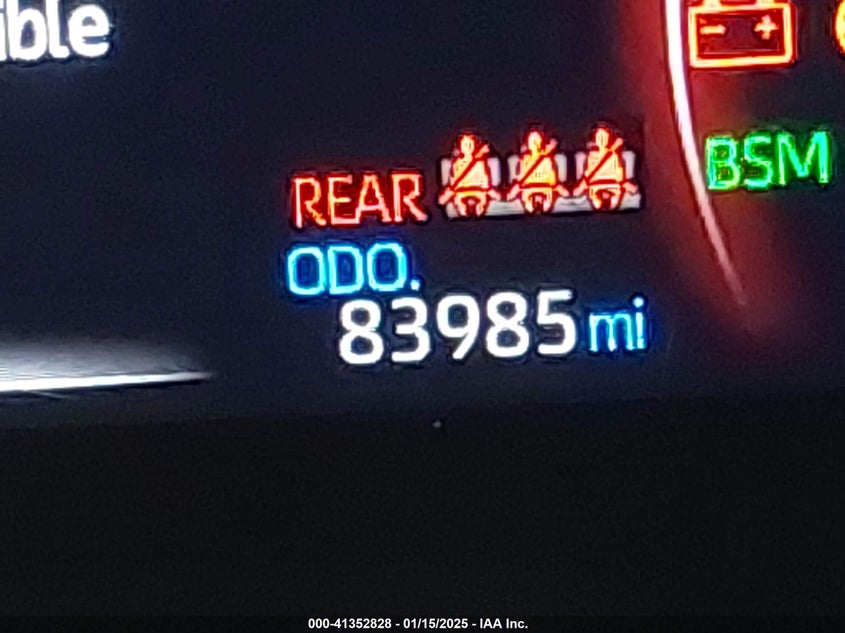 ible
BSM
REAR
ODO.
83985 mi
000-41352828 - 01/15/2025 - IAA Inc.